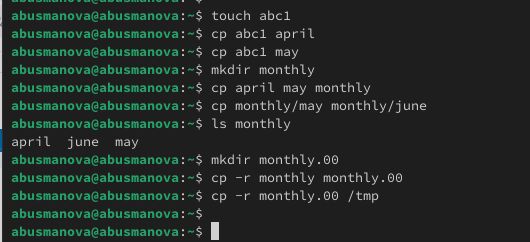 abusmanova@abusmanova:~$ touch abc1
abusmanova@abusmanova:~$ cp abc1 april
abusmanova@abusmanova:~$ cp abc1 may
abusmanova@abusmanova:~$ mkdir monthly
abusmanova@abusmanova:~$ cp april may monthly
abusmanova@abusmanova:~$ cp monthly/may monthly/june
abusmanova@abusmanova:~$ ls monthly
april  june  may
abusmanova@abusmanova:~$ mkdir monthly.00
abusmanova@abusmanova:~$ cp -r monthly monthly.00
abusmanova@abusmanova:~$ cp -r monthly.00 /tmp
abusmanova@abusmanova:~$
abusmanova@abusmanova:~$